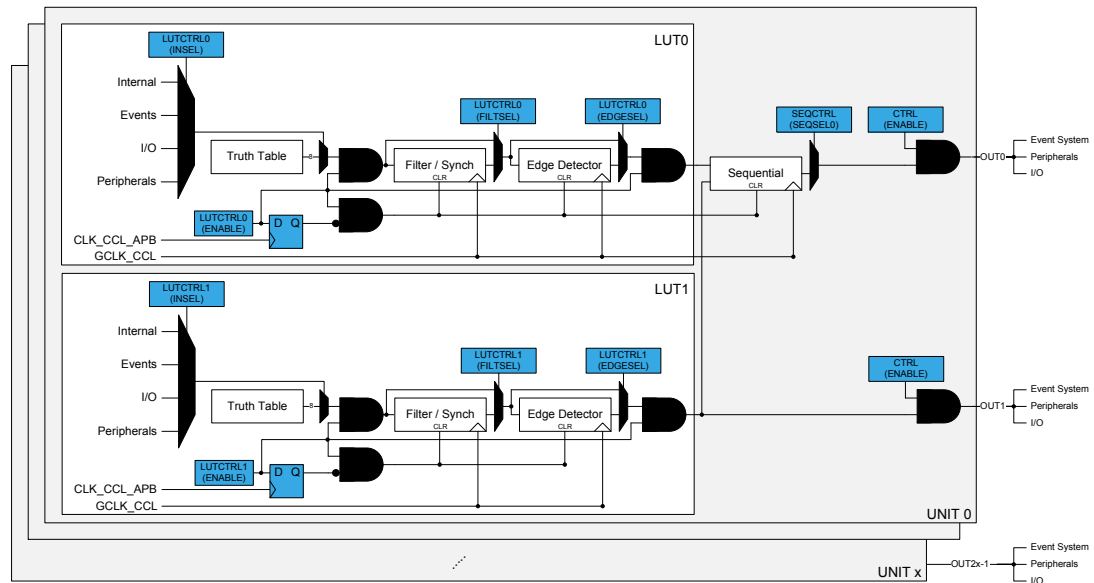 LUTCTRL0
(INSEL)
LUT0
Internal
Events
I/O
Peripherals
Truth Table
8
LUTCTRL0
(FILTSEL)
LUTCTRL0
(EDGESEL)
Filter / Synch
CLR
Edge Detector
CLR
SEQCTRL
(SEQSEL0)
CTRL
(ENABLE)
Sequential
CLR
OUT0
Event System
Peripherals
I/O
LUTCTRL0
(ENABLE)
D Q
CLK_CCL_APB
GCLK_CCL
LUTCTRL1
(INSEL)
LUT1
Internal
Events
I/O
Peripherals
Truth Table
8
LUTCTRL1
(FILTSEL)
LUTCTRL1
(EDGESEL)
Filter / Synch
CLR
Edge Detector
CLR
CTRL
(ENABLE)
OUT1
Event System
Peripherals
I/O
LUTCTRL1
(ENABLE)
D Q
CLK_CCL_APB
GCLK_CCL
UNIT 0
UNIT x
OUT2x-1
Event System
Peripherals
I/O